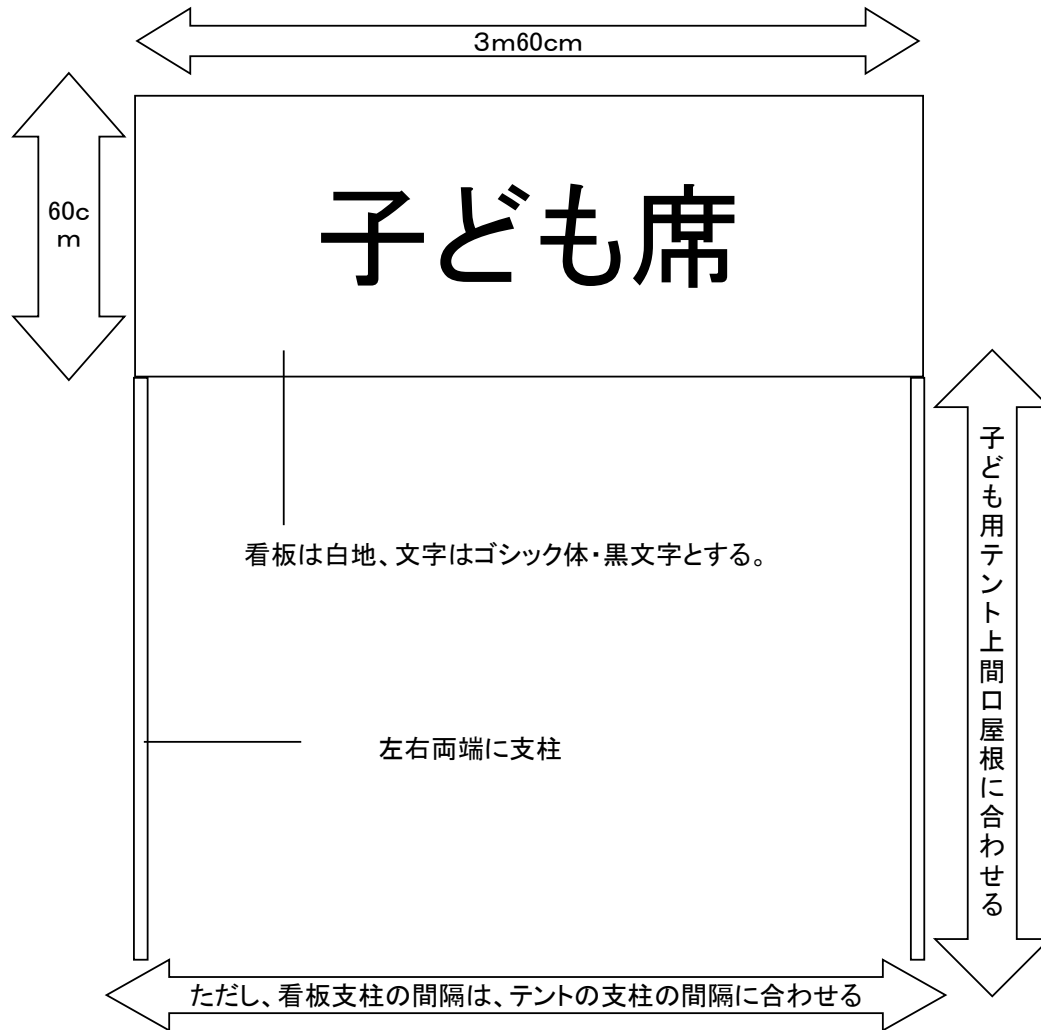 3m60cm
60c
m
子ども席
看板は白地、文字はゴシック体・黒文字とする。
左右両端に支柱
子ども用テント上間口屋根に合わせる
ただし、看板支柱の間隔は、テントの支柱の間隔に合わせる